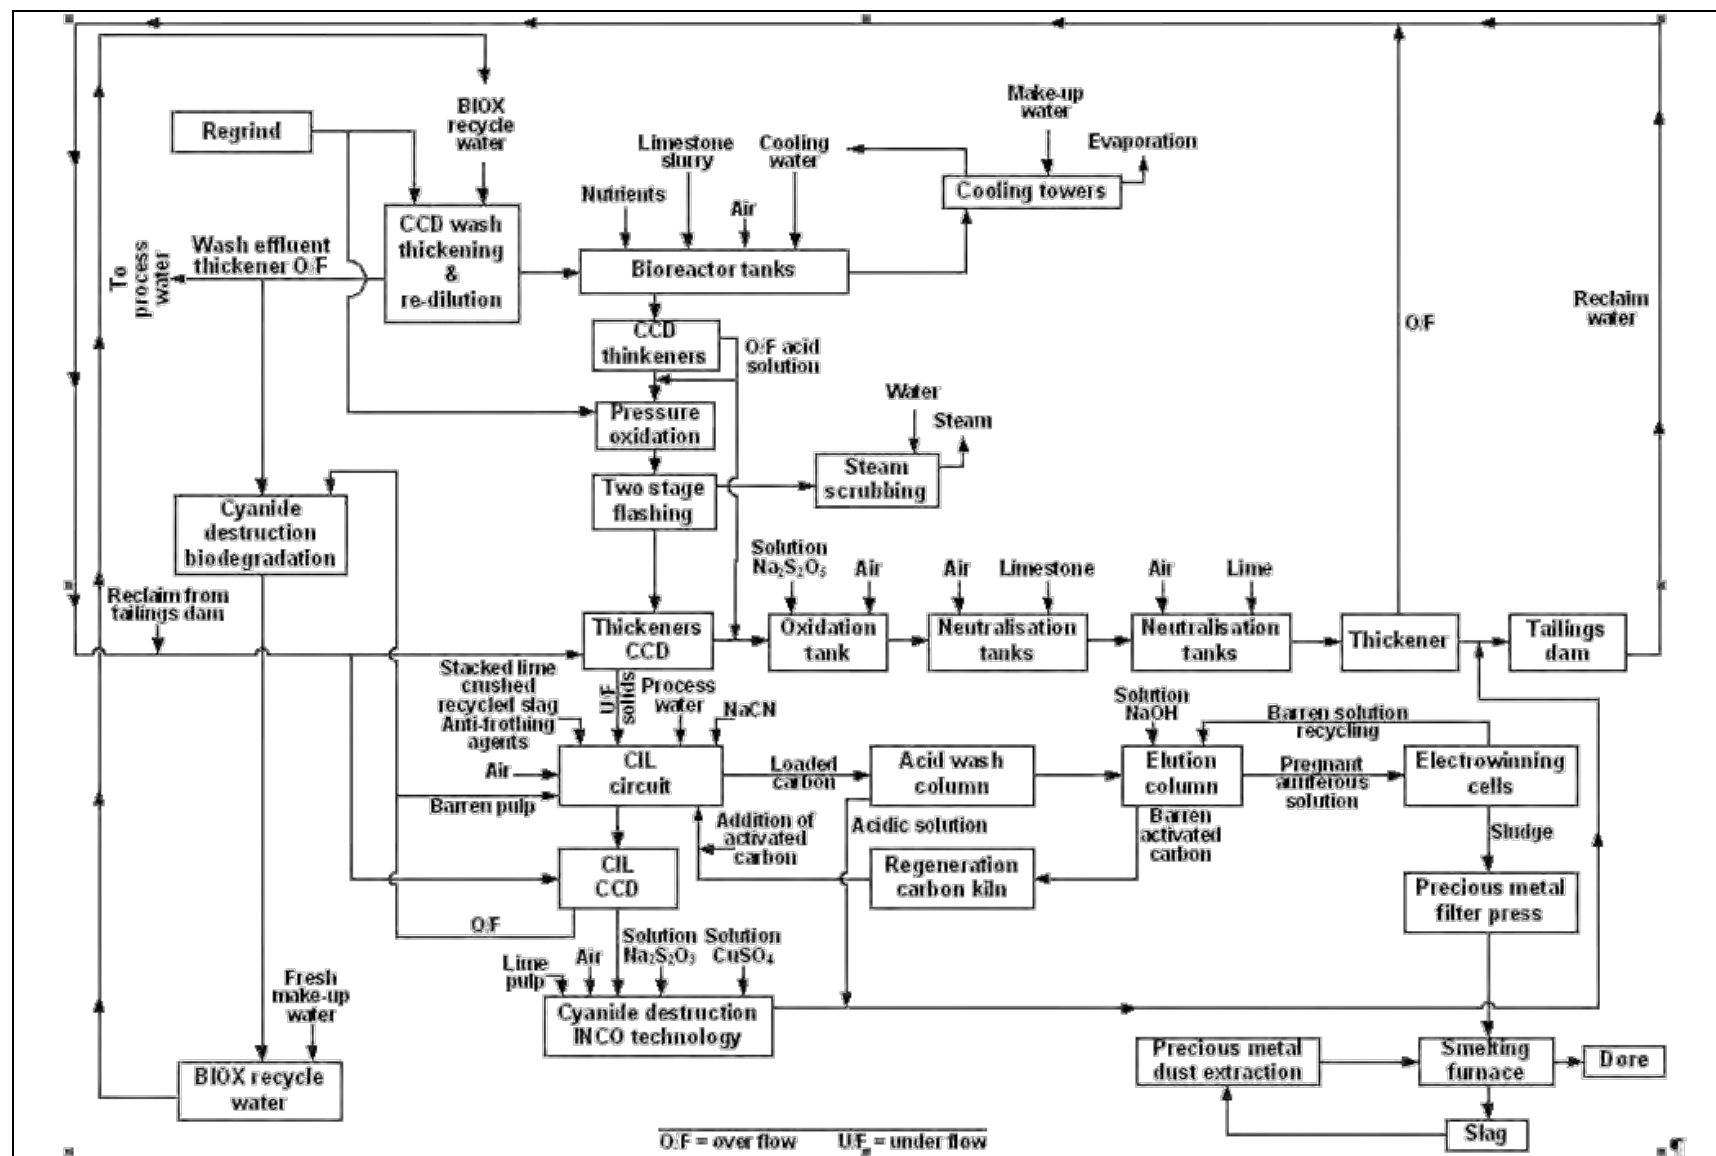 BIOX
recycle
water
Make-up
water
Regrind
Limestone
slurry
Cooling
water
Evaporation
Nutrients
Air
Cooling towers
CCD wash
thickening
&
re-dilution
Wash effluent
thickener O/F
To
process
water
Bioreactor tanks
Reclaim
water
O/F
CCD
thinkeners
O/F acid
solution
Water
Steam
Pressure
oxidation
Steam
scrubbing
Two stage
flashing
Cyanide
destruction
biodegradation
Solution
Na₂S₂O₅
Air
Air
Limestone
Air
Lime
Reclaim from
tailings dam
Thickeners
CCD
Oxidation
tank
Neutralisation
tanks
Neutralisation
tanks
Thickener
Tailings
dam
Stacked lime
crushed
recycled slag
Anti-frothing
agents
U/F
solids
Process
water
NaCN
Solution
NaOH
Barren solution
recycling
Air
CIL
circuit
Loaded
carbon
Acid wash
column
Elution
column
Pregnant
auriferous
solution
Electrowinning
cells
Barren pulp
Addition of
activated
carbon
Acidic solution
Barren
activated
carbon
Sludge
CIL
CCD
Regeneration
carbon kiln
Precious metal
filter press
O/F
Lime
pulp
Air
Solution
Na₂S₂O₃
Solution
CuSO₄
Fresh
make-up
water
Cyanide destruction
INCO technology
BIOX recycle
water
Precious metal
dust extraction
Smelting
furnace
Dore
Slag
O/F = over flow U/F = under flow
¶